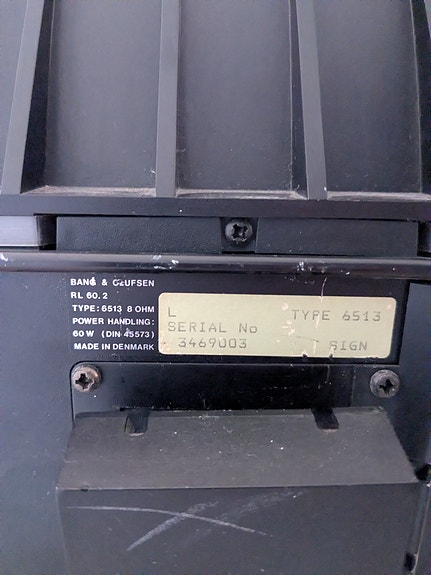 BANG & OLUFSEN
RL 60.2
TYPE: 6513 8 OHM
POWER HANDLING:
60 W (DIN 45573)
MADE IN DENMARK
L TYPE 6513
SERIAL No
3469003 SIGN